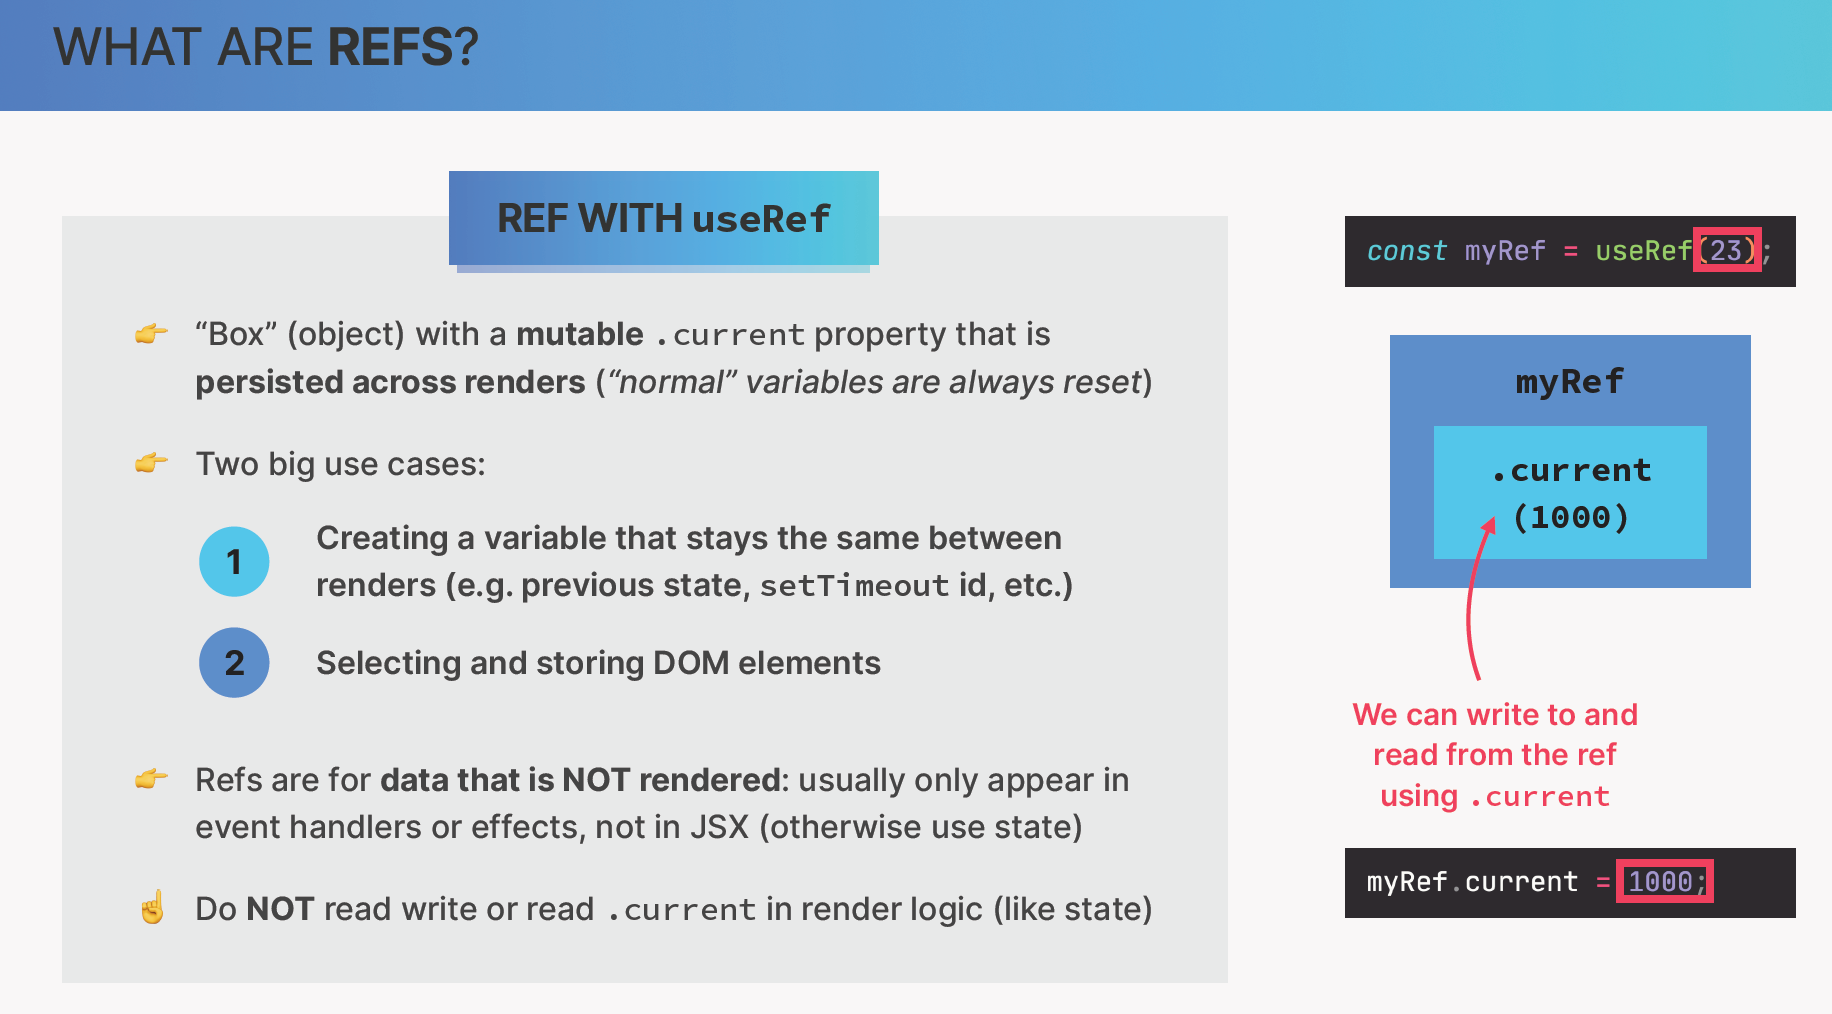 WHAT ARE REFS?
REF WITH useRef
“Box” (object) with a mutable .current property that is
persisted across renders (“normal” variables are always reset)
Two big use cases:
1 Creating a variable that stays the same between
renders (e.g. previous state, setTimeout id, etc.)
2 Selecting and storing DOM elements
Refs are for data that is NOT rendered: usually only appear in
event handlers or effects, not in JSX (otherwise use state)
Do NOT read write or read .current in render logic (like state)
const myRef = useRef(23);
myRef
.current
(1000)
We can write to and
read from the ref
using .current
myRef.current = 1000;